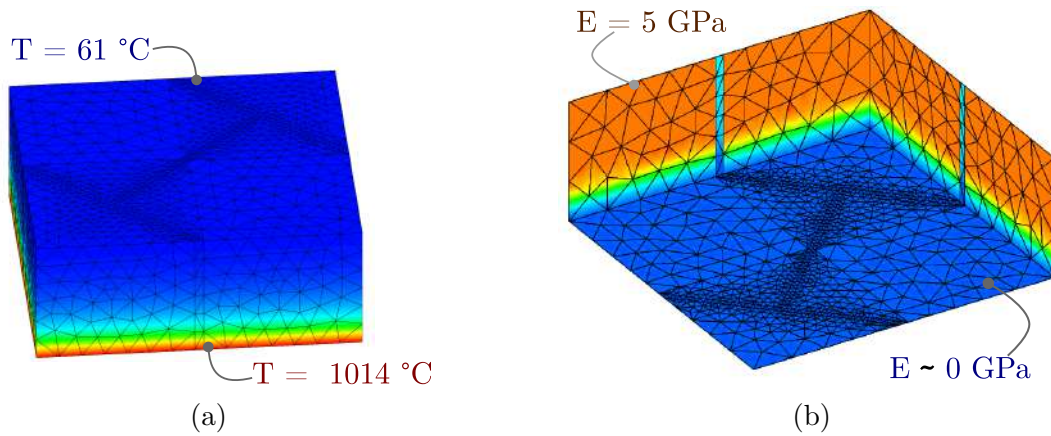 T = 61 °C
T = 1014 °C
(a)
E = 5 GPa
E ~ 0 GPa
(b)